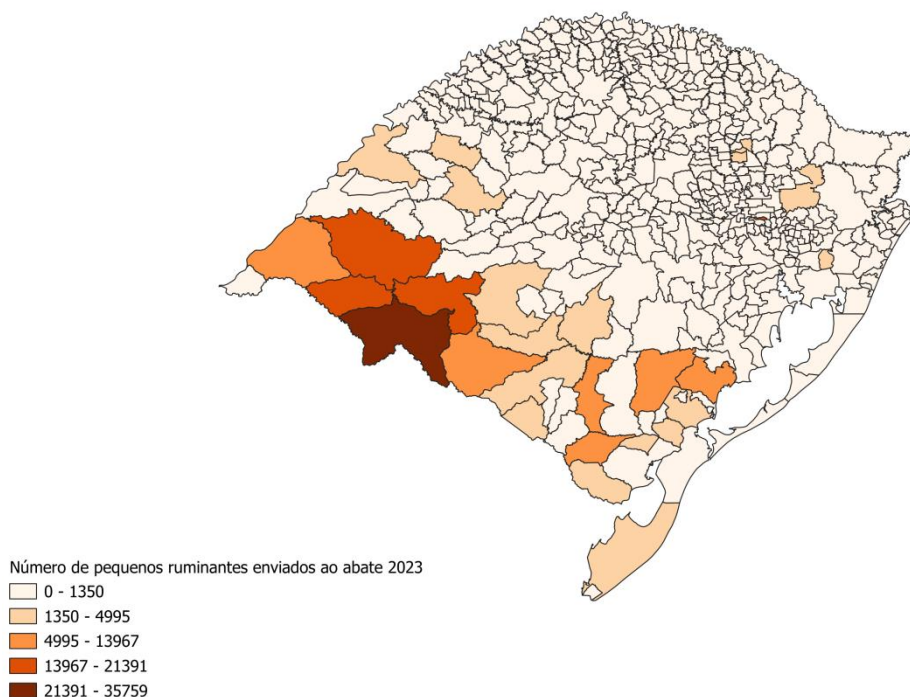 Número de pequenos ruminantes enviados ao abate 2023
0 - 1350
1350 - 4995
4995 - 13967
13967 - 21391
21391 - 35759